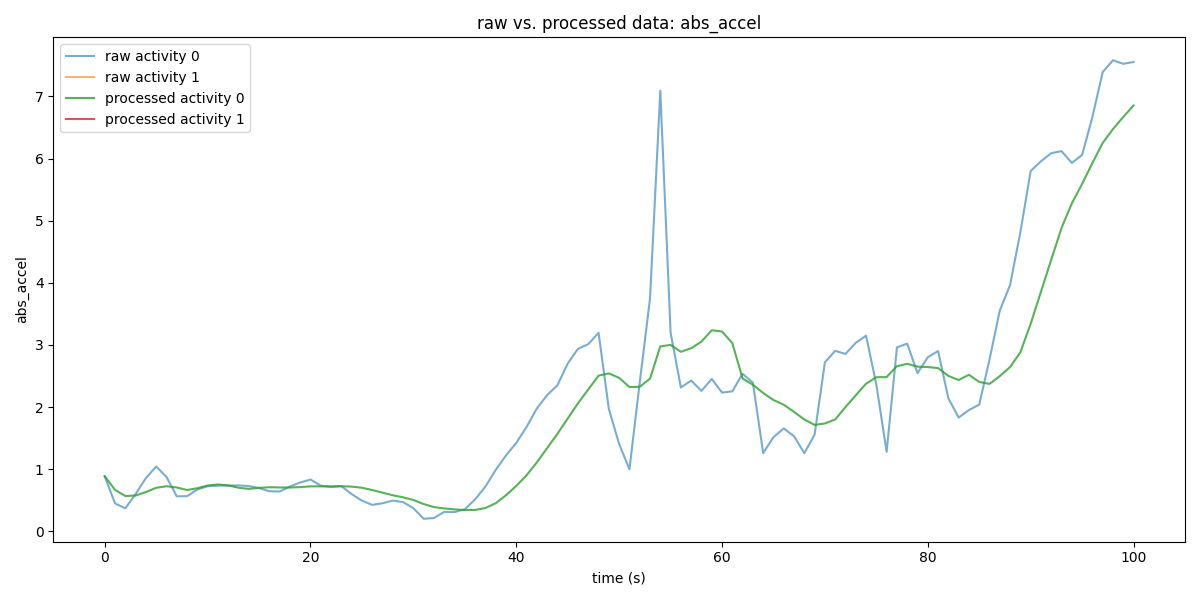 raw vs. processed data: abs_accel
raw activity 0
raw activity 1
processed activity 0
processed activity 1
abs_accel
7
6
5
4
3
2
1
0
0 20 40 60 80 100
time (s)